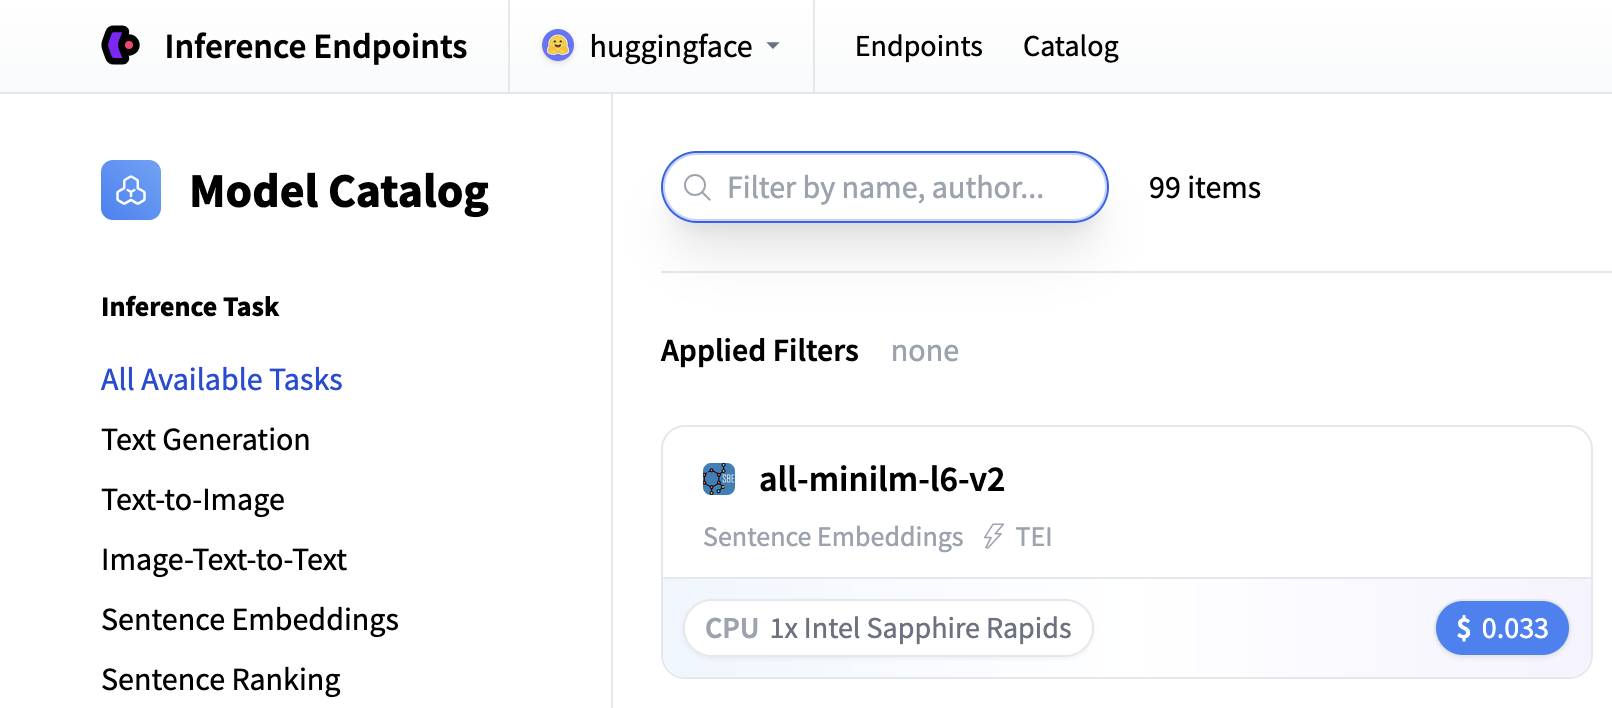 Inference Endpoints
huggingface
Endpoints
Catalog
Model Catalog
Inference Task
All Available Tasks
Text Generation
Text-to-Image
Image-Text-to-Text
Sentence Embeddings
Sentence Ranking
Filter by name, author...
99 items
Applied Filters none
all-minilm-l6-v2
Sentence Embeddings TEI
CPU 1x Intel Sapphire Rapids
$ 0.033